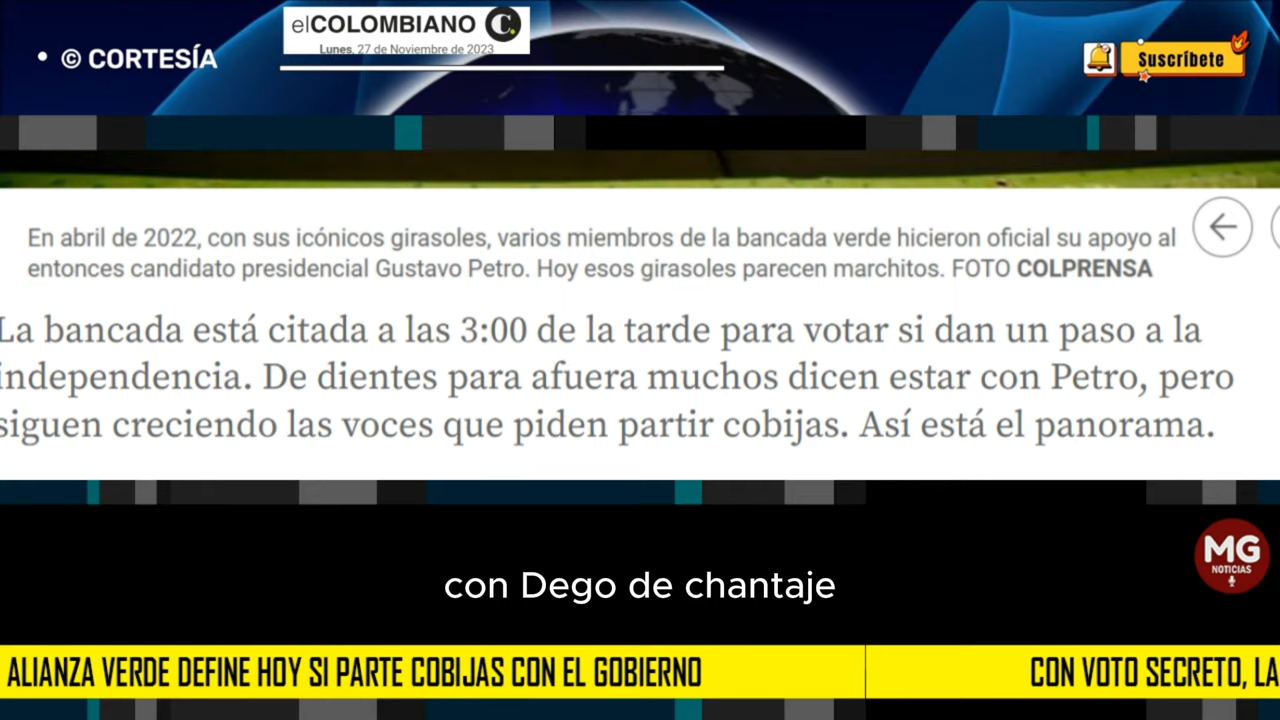 elCOLOMBIANO C.
Lunes, 27 de Noviembre de 2023
• © CORTESÍA
Suscríbete
En abril de 2022, con sus icónicos girasoles, varios miembros de la bancada verde hicieron oficial su apoyo al
entonces candidato presidencial Gustavo Petro. Hoy esos girasoles parecen marchitos. FOTO COLPRENSA
La bancada está citada a las 3:00 de la tarde para votar si dan un paso a la
independencia. De dientes para afuera muchos dicen estar con Petro, pero
siguen creciendo las voces que piden partir cobijas. Así está el panorama.
MG
NOTICIAS
con Dego de chantaje
ALIANZA VERDE DEFINE HOY SI PARTE COBIJAS CON EL GOBIERNO
CON VOTO SECRETO, LA